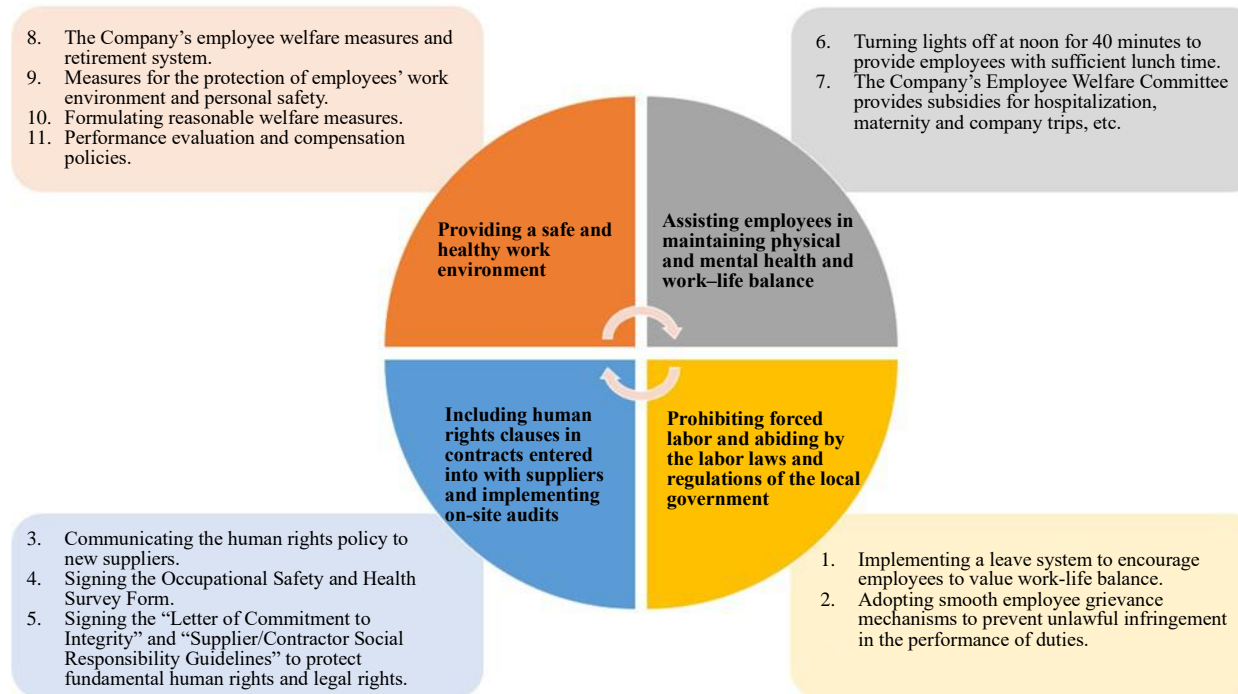 8. The Company’s employee welfare measures and
retirement system.
9. Measures for the protection of employees’ work
environment and personal safety.
10. Formulating reasonable welfare measures.
11. Performance evaluation and compensation
policies.
6. Turning lights off at noon for 40 minutes to
provide employees with sufficient lunch time.
7. The Company’s Employee Welfare Committee
provides subsidies for hospitalization,
maternity and company trips, etc.
Providing a safe and
healthy work
environment
Assisting employees in
maintaining physical
and mental health and
work–life balance
Including human
rights clauses in
contracts entered
into with suppliers
and implementing
on-site audits
Prohibiting forced
labor and abiding by
the labor laws and
regulations of the local
government
3. Communicating the human rights policy to
new suppliers.
4. Signing the Occupational Safety and Health
Survey Form.
5. Signing the “Letter of Commitment to
Integrity” and “Supplier/Contractor Social
Responsibility Guidelines” to protect
fundamental human rights and legal rights.
1. Implementing a leave system to encourage
employees to value work-life balance.
2. Adopting smooth employee grievance
mechanisms to prevent unlawful infringement
in the performance of duties.